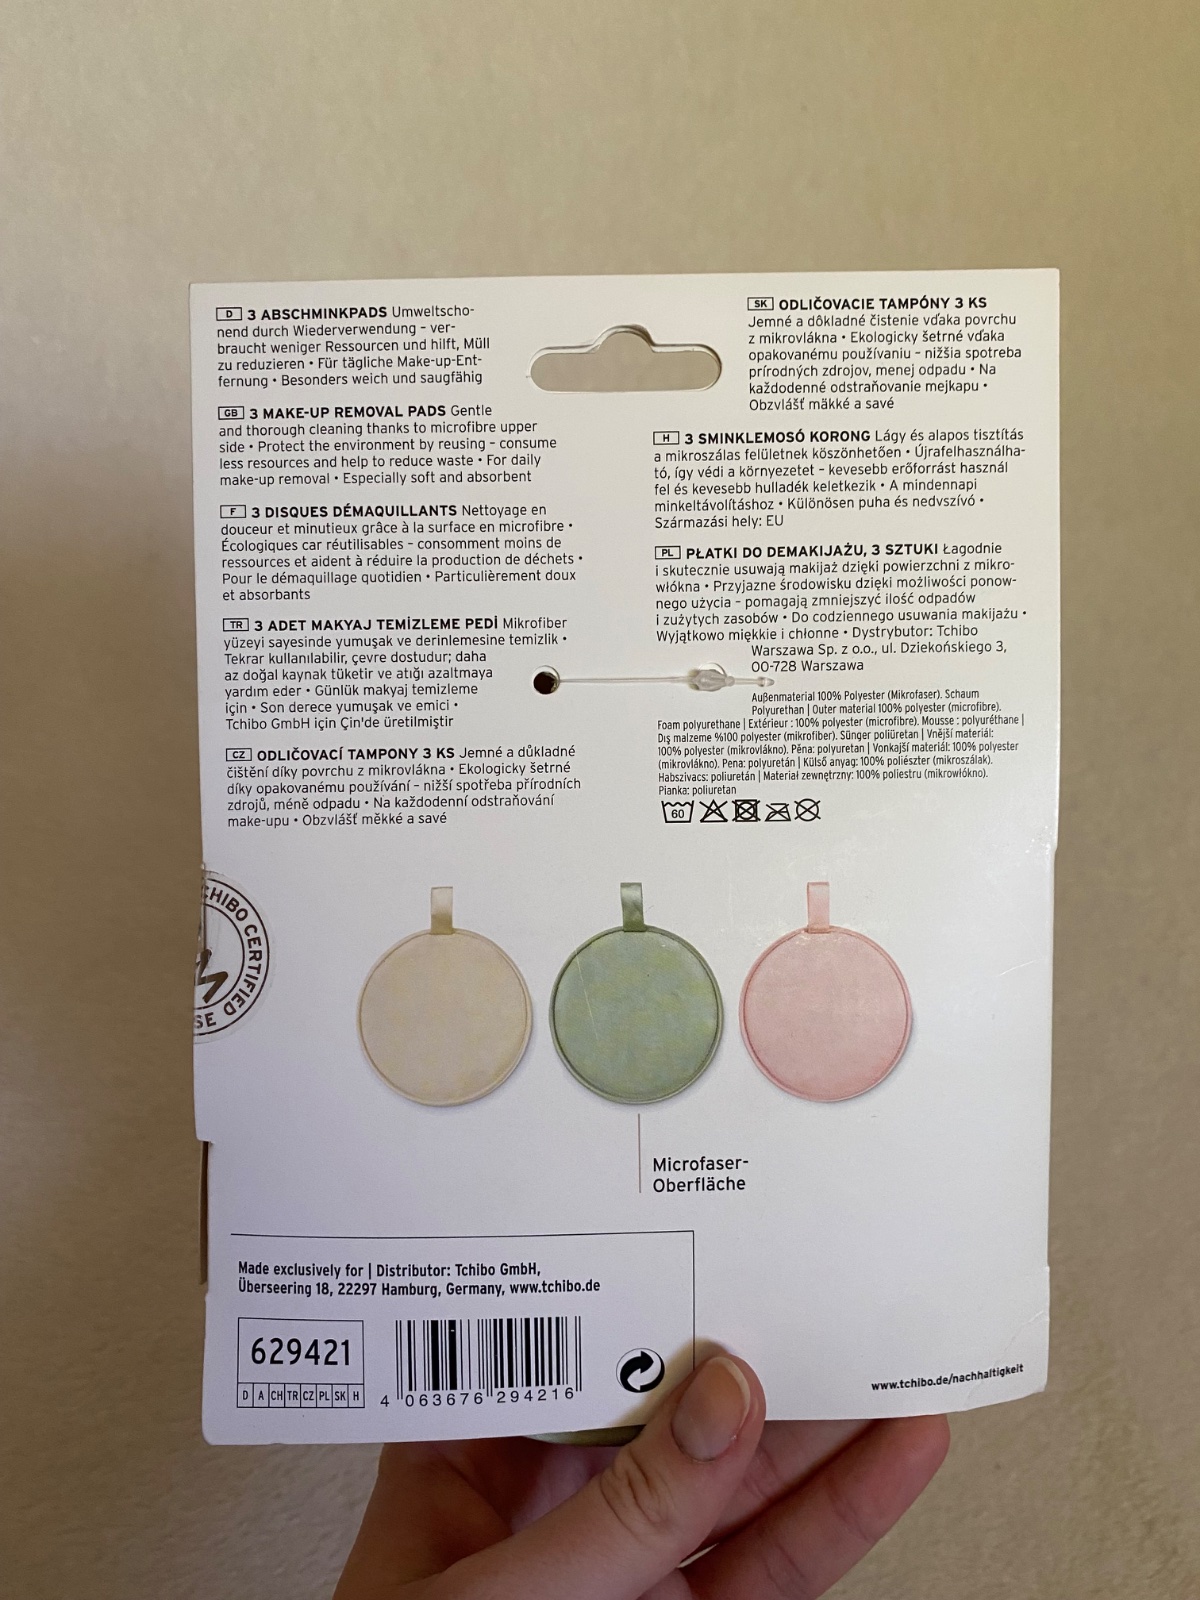 D 3 ABSCHMINKPADS Umweltscho-
nend durch Wiederverwendung – ver-
braucht weniger Ressourcen und hilft, Müll
zu reduzieren • Für tägliche Make-up-Ent-
fernung • Besonders weich und saugfähig
GB 3 MAKE-UP REMOVAL PADS Gentle
and thorough cleaning thanks to microfibre upper
side • Protect the environment by reusing – consume
less resources and help to reduce waste • For daily
make-up removal • Especially soft and absorbent
F 3 DISQUES DÉMAQUILLANTS Nettoyage en
douceur et minutieux grâce à la surface en microfibre •
Écologiques car réutilisables – consomment moins de
ressources et aident à réduire la production de déchets •
Pour le démaquillage quotidien • Particulièrement doux
et absorbants
TR 3 ADET MAKYAJ TEMİZLEME PEDİ Mikrofiber
yüzeyi sayesinde yumuşak ve derinlemesine temizlik •
Tekrar kullanılabilir, çevre dostudur; daha
az doğal kaynak tüketir ve atığı azaltmaya
yardım eder • Günlük makyaj temizleme
için • Son derece yumuşak ve emici •
Tchibo GmbH için Çin'de üretilmiştir
CZ ODLIČOVACÍ TAMPONY 3 KS Jemné a důkladné
čištění díky povrchu z mikrovlákna • Ekologicky šetrné
díky opakovanému používání – nižší spotřeba přírodních
zdrojů, méně odpadu • Na každodenní odstraňování
make-upu • Obzvlášť měkké a savé
SK ODLIČOVACIE TAMPÓNY 3 KS
Jemné a dôkladné čistenie vďaka povrchu
z mikrovlákna • Ekologicky šetrné vďaka
opakovanému používaniu – nižšia spotreba
prírodných zdrojov, menej odpadu • Na
každodenné odstraňovanie mejkapu •
Obzvlášť mäkké a savé
H 3 SMINKLEMOSÓ KORONG Lágy és alapos tisztítás
a mikroszálas felületnek köszönhetően • Újrafelhasználha-
tó, így védi a környezetet – kevesebb erőforrást használ
fel és kevesebb hulladék keletkezik • A mindennapi
minkeltávolításhoz • Különösen puha és nedvszívó •
Származási hely: EU
PL PŁATKI DO DEMAKIJAŻU, 3 SZTUKI Łagodnie
i skutecznie usuwają makijaż dzięki powierzchni z mikro-
włókna • Przyjazne środowisku dzięki możliwości ponow-
nego użycia – pomagają zmniejszyć ilość odpadów
i zużytych zasobów • Do codziennego usuwania makijażu •
Wyjątkowo miękkie i chłonne • Dystrybutor: Tchibo
Warszawa Sp. z o.o., ul. Dziekońskiego 3,
00-728 Warszawa
Außenmaterial 100% Polyester (Mikrofaser). Schaum
Polyurethan | Outer material 100% polyester (microfibre).
Foam polyurethane | Extérieur : 100% polyester (microfibre). Mousse : polyuréthane |
Dış malzeme %100 polyester (mikrofiber). Sünger poliüretan | Vnější materiál:
100% polyester (mikrovlákno). Pěna: polyuretan | Vonkajší materiál: 100% polyester
(mikrovlákno). Pena: polyuretán | Külső anyag: 100% poliészter (mikroszálak).
Habszivacs: poliuretán | Materiał zewnętrzny: 100% poliestru (mikrowłókno).
Pianka: poliuretan
60
TCHIBO CERTIFIED
Microfaser-
Oberfläche
Made exclusively for | Distributor: Tchibo GmbH,
Überseering 18, 22297 Hamburg, Germany, www.tchibo.de
629421
D A CH TR CZ PL SK H
4 063676 294216
www.tchibo.de/nachhaltigkeit